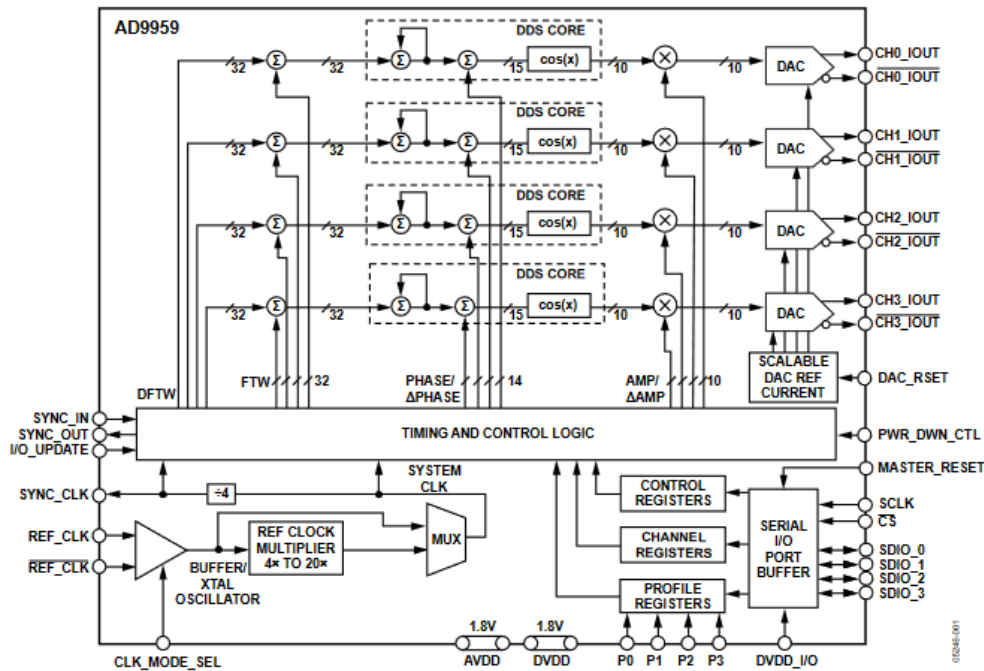 AD9959
DDS CORE
32
Σ
32
Σ
Σ
15
cos(x)
10
×
10
DAC
CH0_IOUT
CH0_IOUT
DDS CORE
32
Σ
32
Σ
Σ
15
cos(x)
10
×
10
DAC
CH1_IOUT
CH1_IOUT
DDS CORE
32
Σ
32
Σ
Σ
15
cos(x)
10
×
10
DAC
CH2_IOUT
CH2_IOUT
DDS CORE
32
Σ
32
Σ
Σ
15
cos(x)
10
×
10
DAC
CH3_IOUT
CH3_IOUT
DFTW
FTW
32
PHASE/
ΔPHASE
14
AMP/
ΔAMP
10
SCALABLE
DAC REF
CURRENT
DAC_RSET
SYNC_IN
SYNC_OUT
I/O_UPDATE
TIMING AND CONTROL LOGIC
PWR_DWN_CTL
MASTER_RESET
SYNC_CLK
÷4
SYSTEM
CLK
REF_CLK
REF_CLK
BUFFER/
XTAL
OSCILLATOR
REF CLOCK
MULTIPLIER
4× TO 20×
MUX
CONTROL
REGISTERS
CHANNEL
REGISTERS
PROFILE
REGISTERS
SERIAL
I/O
PORT
BUFFER
SCLK
CS
SDIO_0
SDIO_1
SDIO_2
SDIO_3
CLK_MODE_SEL
1.8V
AVDD
1.8V
DVDD
P0
P1
P2
P3
DVDD_I/O
05246-001